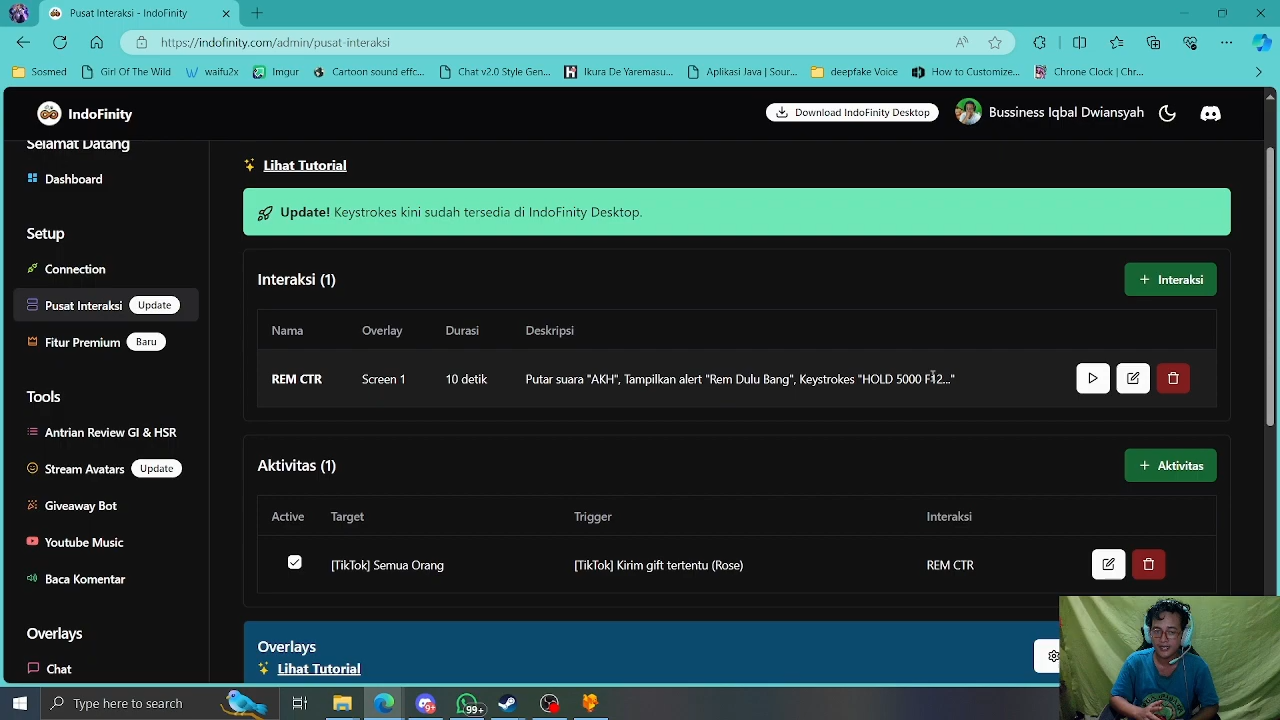 Pusat Interaksi - IndoFinity
https://indofinity.com/admin/pusat-interaksi
Sosmed
Girl Of The Wild
waifu2x
Imgur
Cartoon sound effc...
Chat v2.0 Style Gen...
Ikura De Yaremasu...
Aplikasi Java | Sour...
deepfake Voice
How to Customize...
Chrone Clock | Chr...
IndoFinity
Download IndoFinity Desktop
Bussiness Iqbal Dwiansyah
Selamat Datang
Dashboard
Setup
Connection
Pusat Interaksi Update
Fitur Premium Baru
Tools
Antrian Review GI & HSR
Stream Avatars Update
Giveaway Bot
Youtube Music
Baca Komentar
Overlays
Chat
Lihat Tutorial
Update! Keystrokes kini sudah tersedia di IndoFinity Desktop.
Interaksi (1)
+ Interaksi
Nama Overlay Durasi Deskripsi
REM CTR Screen 1 10 detik Putar suara "AKH", Tampilkan alert "Rem Dulu Bang", Keystrokes "HOLD 5000 F12..."
Aktivitas (1)
+ Aktivitas
Active Target Trigger Interaksi
[TikTok] Semua Orang [TikTok] Kirim gift tertentu (Rose) REM CTR
Overlays
Lihat Tutorial
Type here to search
99+